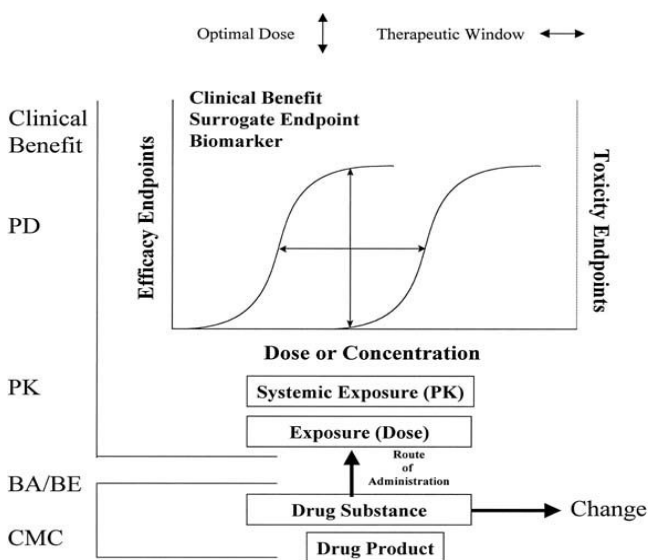 Optimal Dose
Therapeutic Window
Clinical Benefit
Surrogate Endpoint
Biomarker
Clinical
Benefit
PD
PK
BA/BE
CMC
Efficacy Endpoints
Toxicity Endpoints
Dose or Concentration
Systemic Exposure (PK)
Exposure (Dose)
Route
of
Administration
Drug Substance
Change
Drug Product